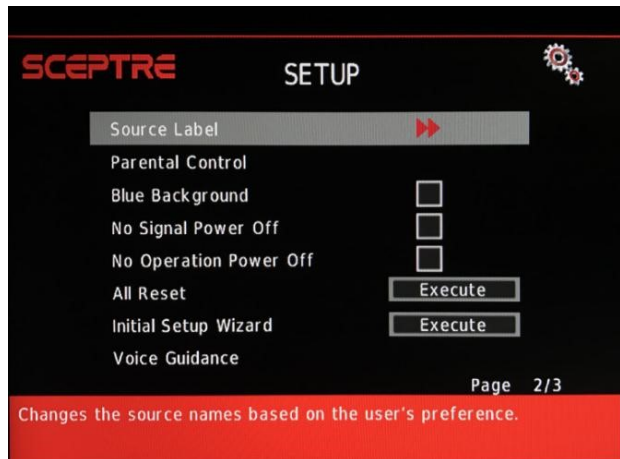 SCEPTRE
SETUP
Source Label
Parental Control
Blue Background
No Signal Power Off
No Operation Power Off
All Reset Execute
Initial Setup Wizard Execute
Voice Guidance
Page 2/3
Changes the source names based on the user's preference.